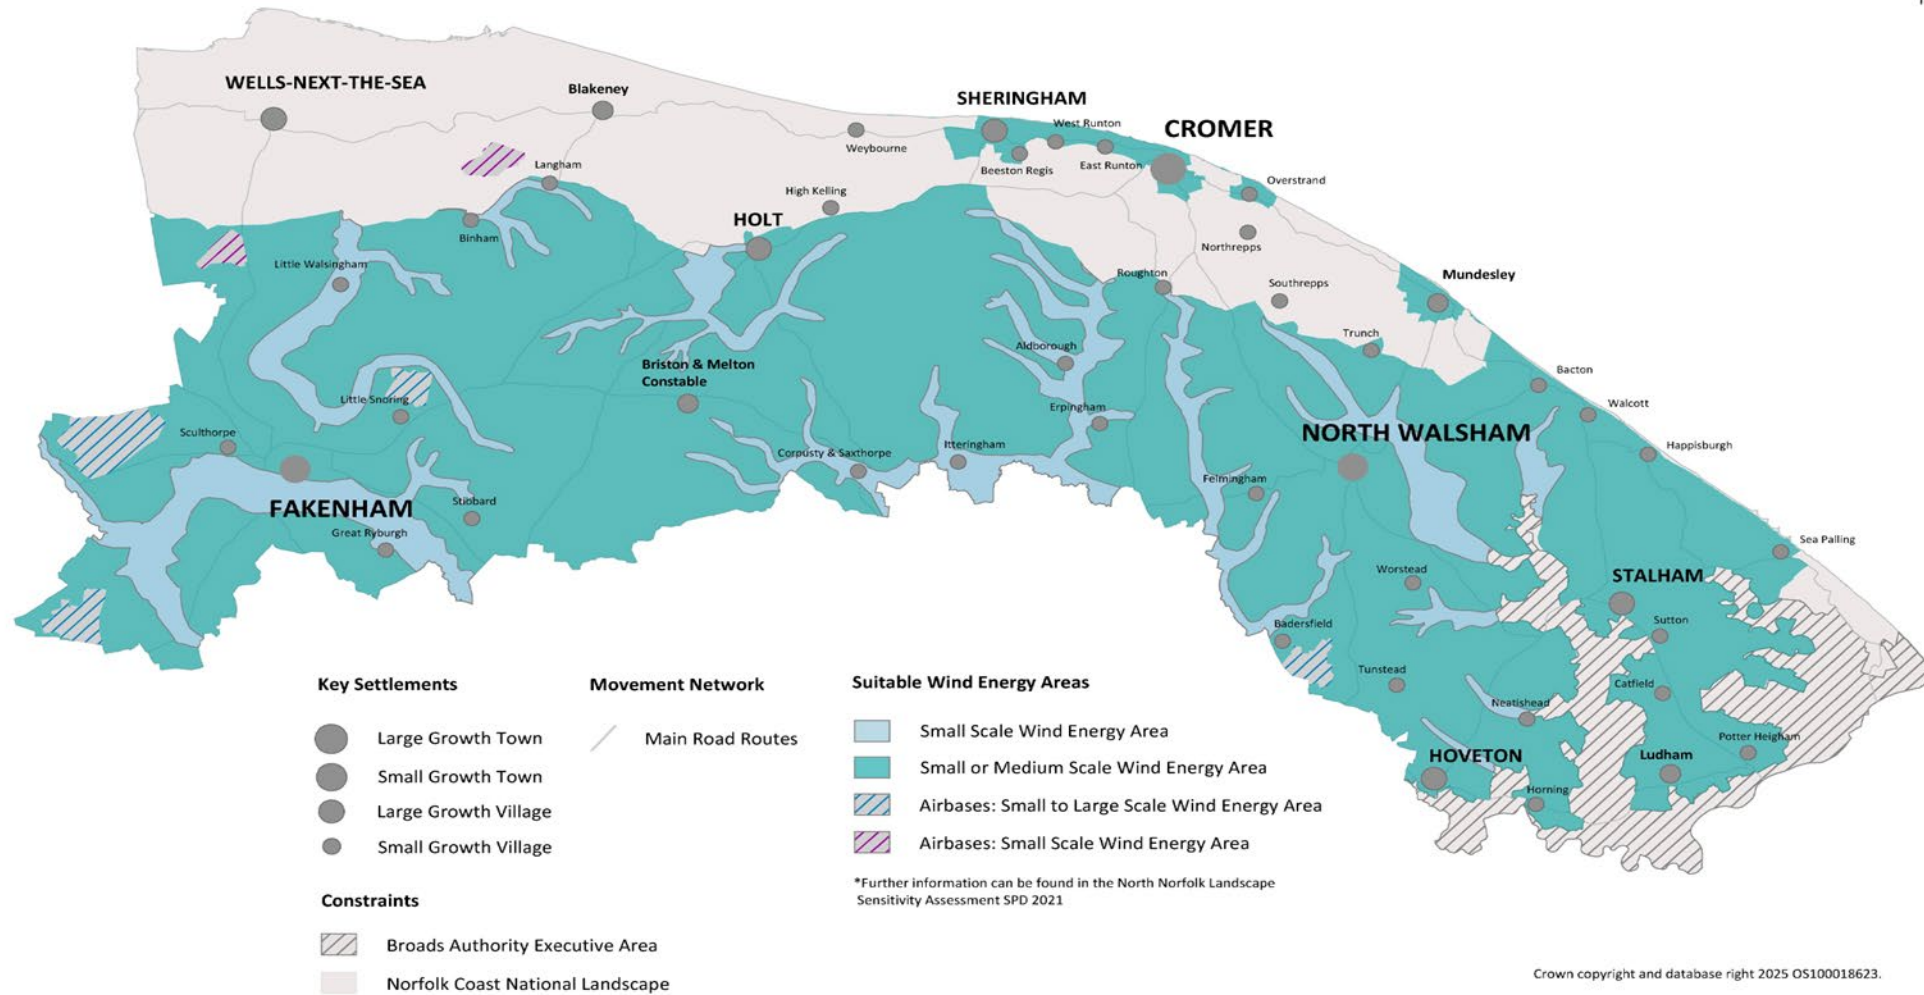 WELLS-NEXT-THE-SEA
Blakeney
SHERINGHAM
West Runton
CROMER
Weybourne
Beeston Regis
East Runton
Langham
Overstrand
High Kelling
HOLT
Binham
Northrepps
Little Walsingham
Roughton
Southrepps
Mundesley
Trunch
Aldborough
Briston & Melton
Constable
Bacton
Little Snoring
Erpingham
Walcott
Sculthorpe
NORTH WALSHAM
Itteringham
Happisburgh
Corpusty & Saxthorpe
Felmingham
Stibbard
FAKENHAM
Great Ryburgh
Sea Palling
Worstead
STALHAM
Badersfield
Sutton
Tunstead
Catfield
Neatishead
Potter Heigham
HOVETON
Ludham
Horning
Key Settlements
Large Growth Town
Small Growth Town
Large Growth Village
Small Growth Village
Movement Network
Main Road Routes
Suitable Wind Energy Areas
Small Scale Wind Energy Area
Small or Medium Scale Wind Energy Area
Airbases: Small to Large Scale Wind Energy Area
Airbases: Small Scale Wind Energy Area
*Further information can be found in the North Norfolk Landscape
Sensitivity Assessment SPD 2021
Constraints
Broads Authority Executive Area
Norfolk Coast National Landscape
Crown copyright and database right 2025 OS100018623.